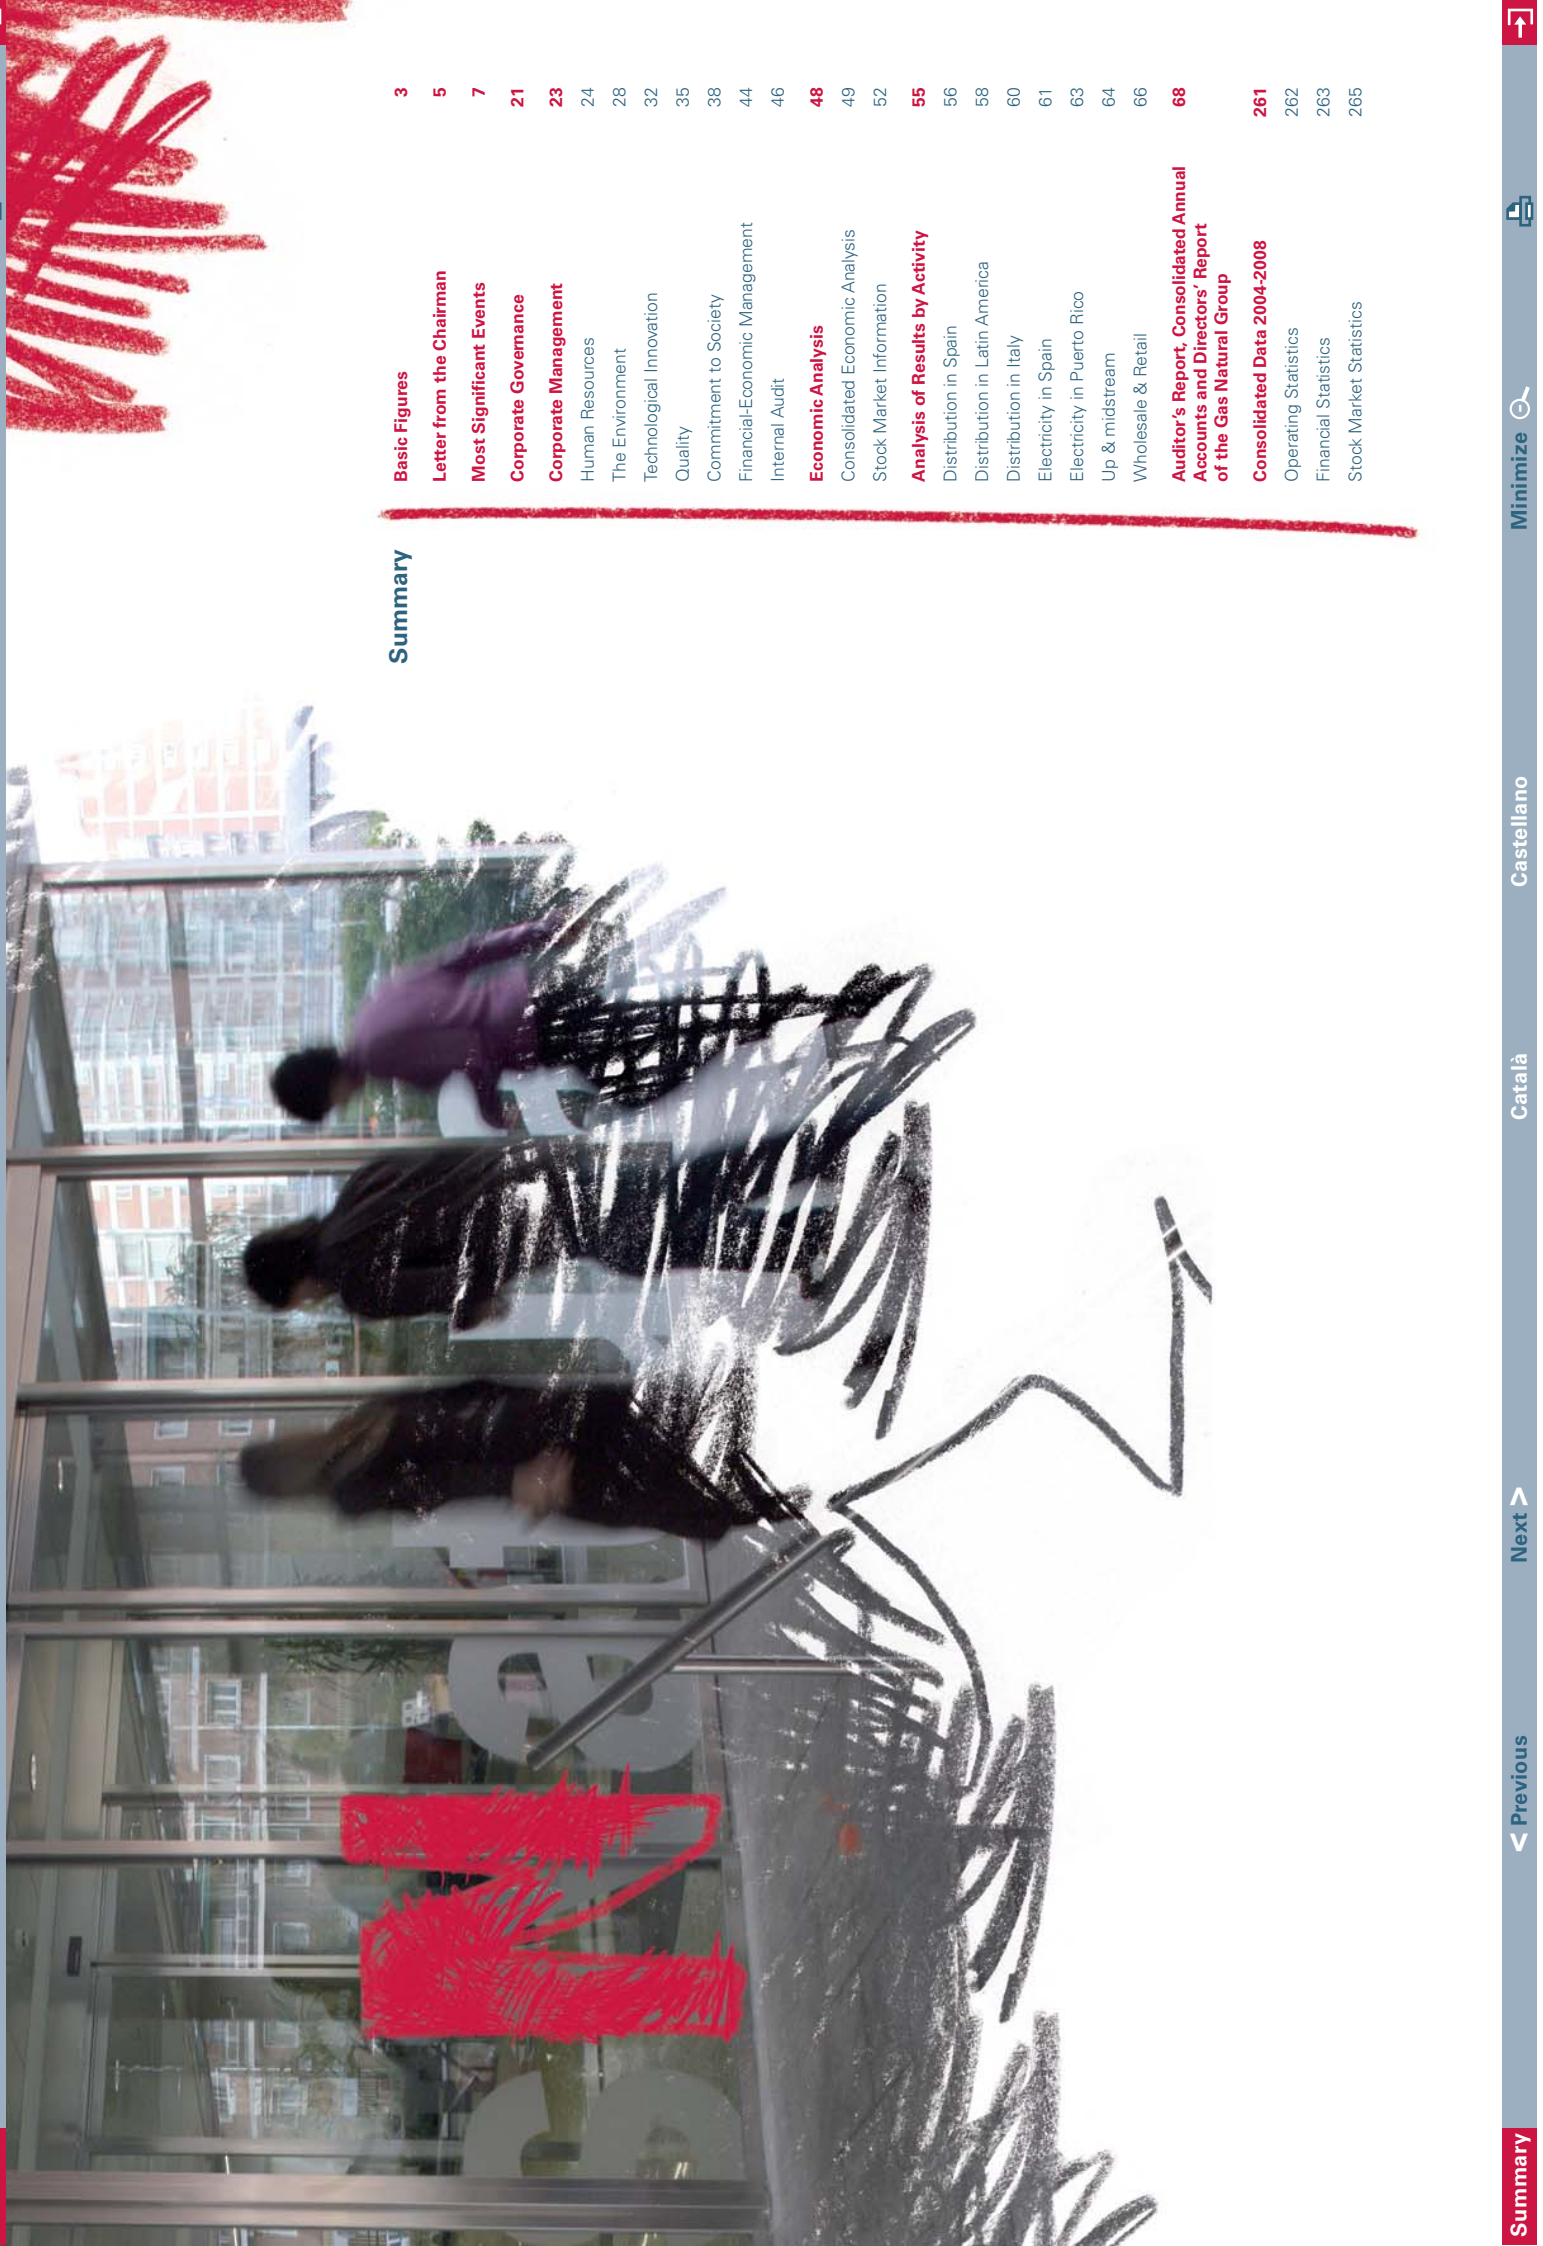 Summary
Basic Figures 3
Letter from the Chairman 5
Most Significant Events 7
Corporate Governance 21
Corporate Management 23
Human Resources 24
The Environment 28
Technological Innovation 32
Quality 35
Commitment to Society 38
Financial-Economic Management 44
Internal Audit 46
Economic Analysis 48
Consolidated Economic Analysis 49
Stock Market Information 52
Analysis of Results by Activity 55
Distribution in Spain 56
Distribution in Latin America 58
Distribution in Italy 60
Electricity in Spain 61
Electricity in Puerto Rico 63
Up & midstream 64
Wholesale & Retail 66
Auditor's Report, Consolidated Annual 68
Accounts and Directors' Report
of the Gas Natural Group
Consolidated Data 2004-2008 261
Operating Statistics 262
Financial Statistics 263
Stock Market Statistics 265
Summary < Previous Next > Català Castellano Minimize